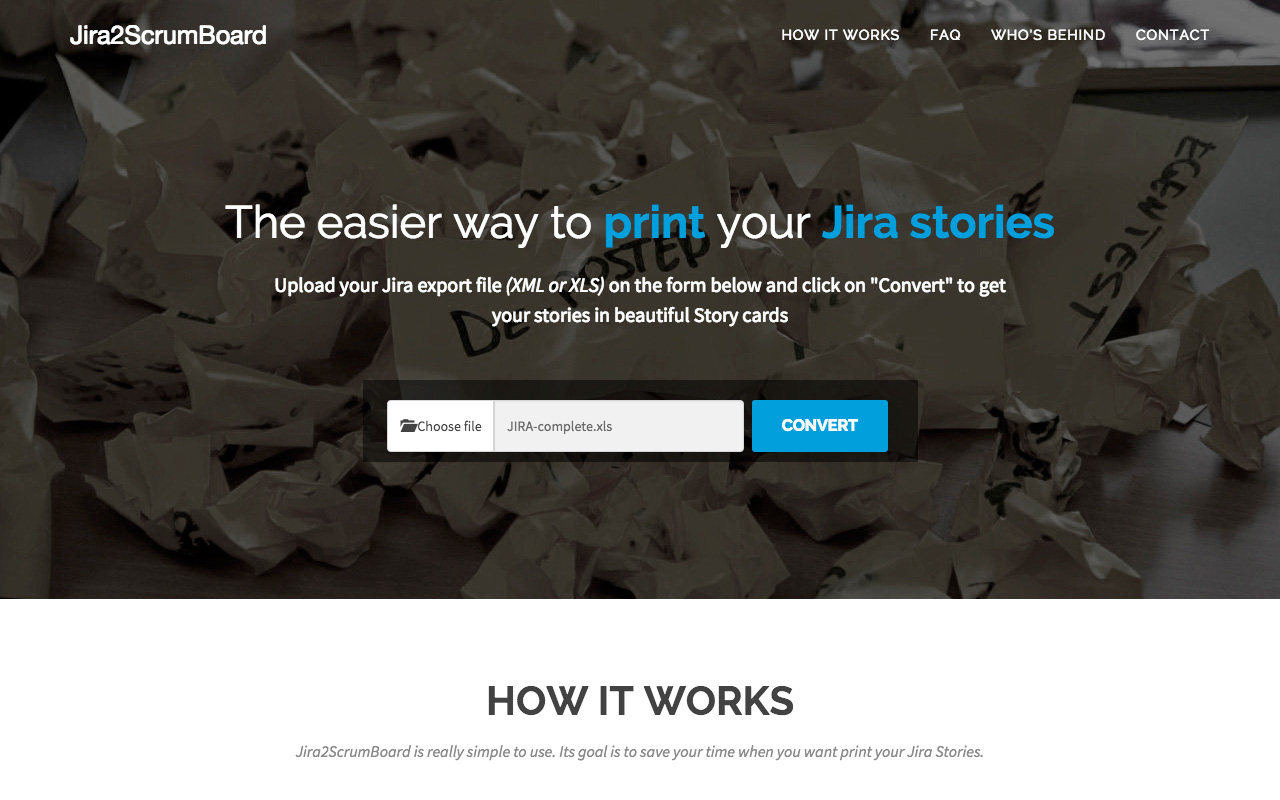 Jira2ScrumBoard
HOW IT WORKS
FAQ
WHO'S BEHIND
CONTACT
The easier way to print your Jira stories
Upload your Jira export file (XML or XLS) on the form below and click on "Convert" to get
your stories in beautiful Story cards
Choose file
JIRA-complete.xls
CONVERT
HOW IT WORKS
Jira2ScrumBoard is really simple to use. Its goal is to save your time when you want print your Jira Stories.